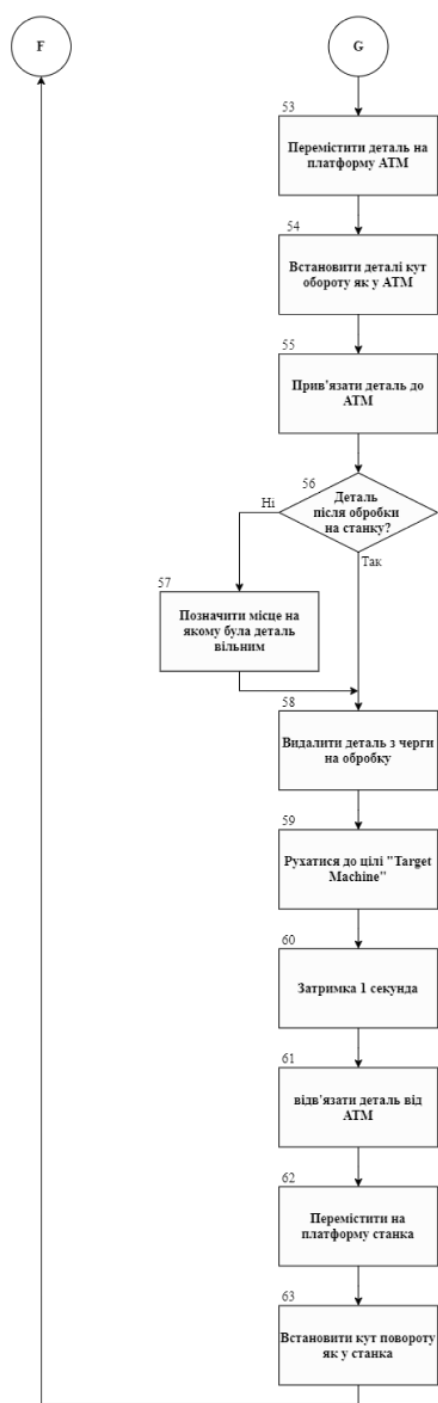 F
G
53
Перемістити деталь на
платформу АТМ
54
Встановити деталі кут
обороту як у АТМ
55
Прив'язати деталь до
АТМ
56
Деталь
після обробки
на станку?
Ні
Так
57
Позначити місце на
якому була деталь
вільним
58
Видалити деталь з черги
на обробку
59
Рухатися до цілі "Target
Machine"
60
Затримка 1 секунда
61
відв'язати деталь від
АТМ
62
Перемістити на
платформу станка
63
Встановити кут повороту
як у станка